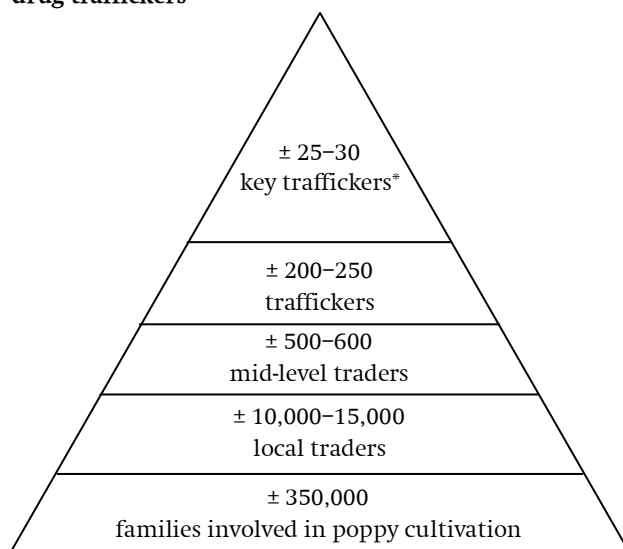 drug traffickers
± 25–30
key traffickers*
± 200–250
traffickers
± 500–600
mid-level traders
± 10,000–15,000
local traders
± 350,000
families involved in poppy cultivation